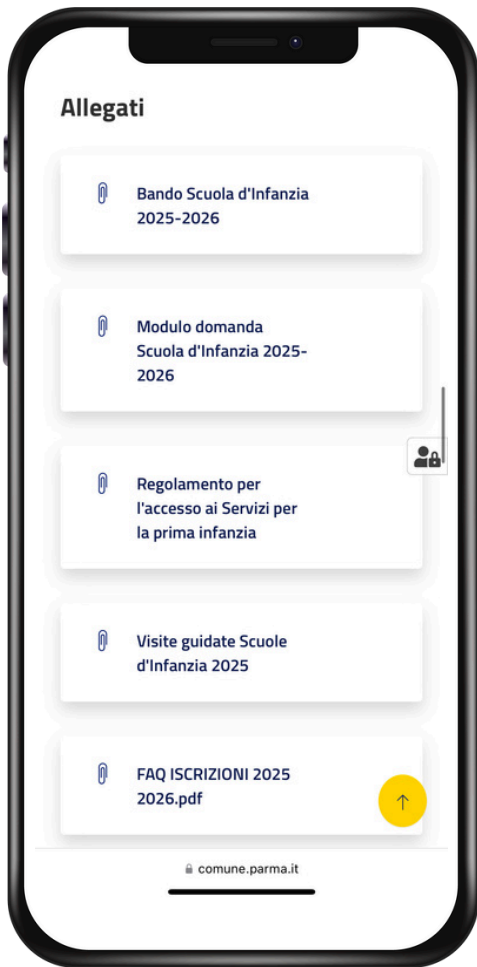 Allegati
Bando Scuola d'Infanzia
2025-2026
Modulo domanda
Scuola d'Infanzia 2025-
2026
Regolamento per
l'accesso ai Servizi per
la prima infanzia
Visite guidate Scuole
d'Infanzia 2025
FAQ ISCRIZIONI 2025
2026.pdf
comune.parma.it